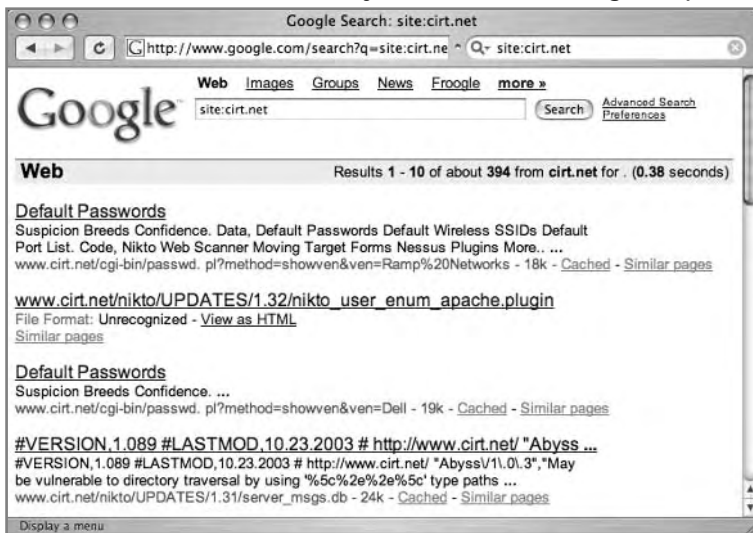 Google Search: site:cirt.net
http://www.google.com/search?q=site:cirt.ne
site:cirt.net
Web Images Groups News Froogle more »
Google
site:cirt.net
Search
Advanced Search
Preferences
Web
Results 1 - 10 of about 394 from cirt.net for . (0.38 seconds)
Default Passwords
Suspicion Breeds Confidence. Data, Default Passwords Default Wireless SSIDs Default
Port List. Code, Nikto Web Scanner Moving Target Forms Nessus Plugins More.. ...
www.cirt.net/cgi-bin/passwd. pl?method=showven&ven=Ramp%20Networks - 18k - Cached - Similar pages
www.cirt.net/nikto/UPDATES/1.32/nikto_user_enum_apache.plugin
File Format: Unrecognized - View as HTML
Similar pages
Default Passwords
Suspicion Breeds Confidence. ...
www.cirt.net/cgi-bin/passwd. pl?method=showven&ven=Dell - 19k - Cached - Similar pages
#VERSION,1.089 #LASTMOD,10.23.2003 # http://www.cirt.net/ "Abyss ...
#VERSION,1.089 #LASTMOD,10.23.2003 # http://www.cirt.net/ "Abyss\/1\.0\.3","May
be vulnerable to directory traversal by using '%5c%2e%2e%5c' type paths ...
www.cirt.net/nikto/UPDATES/1.31/server_msgs.db - 24k - Cached - Similar pages
Display a menu